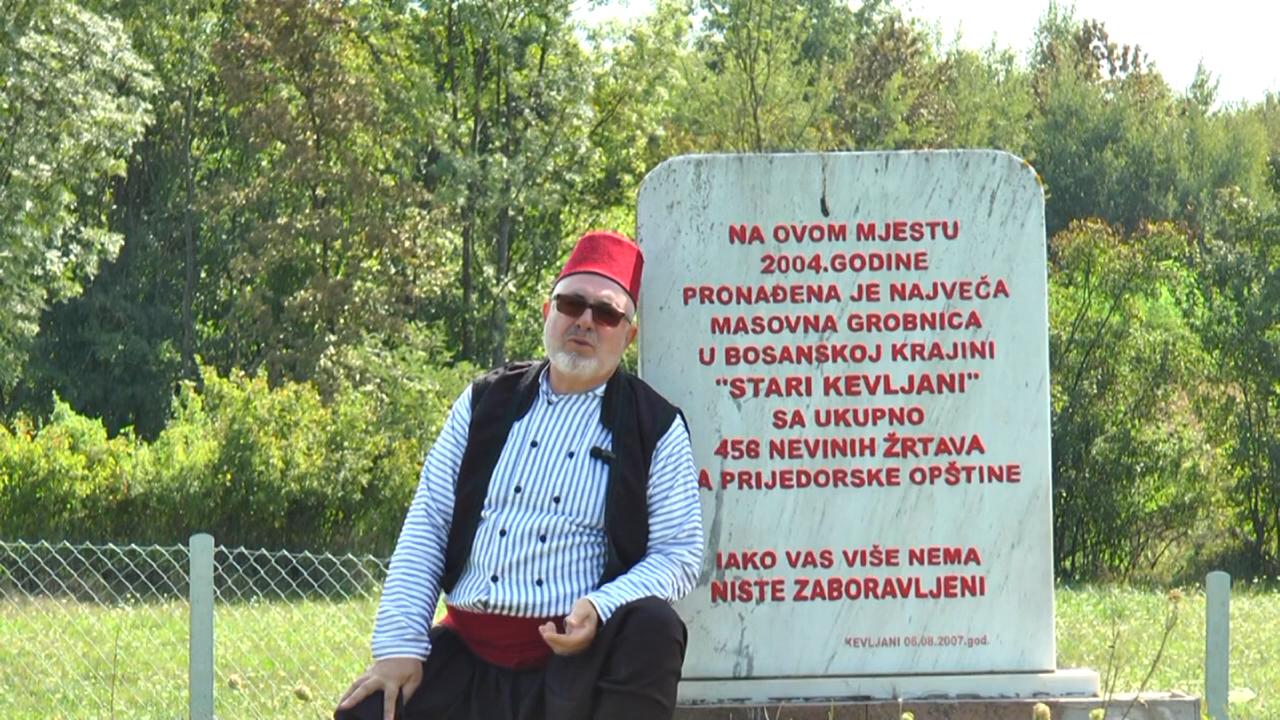 NA OVOM MJESTU
2004.GODINE
PRONAĐENA JE NAJVEČA
MASOVNA GROBNICA
U BOSANSKOJ KRAJINI
"STARI KEVLJANI"
SA UKUPNO
456 NEVINIH ŽRTAVA
PRIJEDORSKE OPŠTINE
IAKO VAS VIŠE NEMA
NISTE ZABORAVLJENI
KEVLJANI 06.08.2007.god.